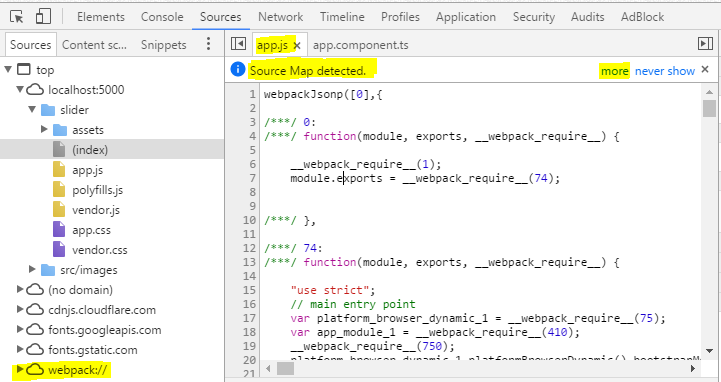 Elements Console Sources Network Timeline Profiles Application Security Audits AdBlock
Sources Content sc... Snippets
app.js × app.component.ts
Source Map detected. more never show ×
top
localhost:5000
slider
assets
(index)
app.js
polyfills.js
vendor.js
app.css
vendor.css
src/images
(no domain)
cdnjs.cloudflare.com
fonts.googleapis.com
fonts.gstatic.com
webpack://
1 webpackJsonp([0],{
2
3 /***/ 0:
4 /***/ function(module, exports, __webpack_require__) {
5
6 __webpack_require__(1);
7 module.exports = __webpack_require__(74);
8
9
10 /***/ },
11
12 /***/ 74:
13 /***/ function(module, exports, __webpack_require__) {
14
15 "use strict";
16 // main entry point
17 var platform_browser_dynamic_1 = __webpack_require__(75);
18 var app_module_1 = __webpack_require__(410);
19 __webpack_require__(750);
20 platform_browser_dynamic_1.platformBrowserDynamic().bootstrapM
21